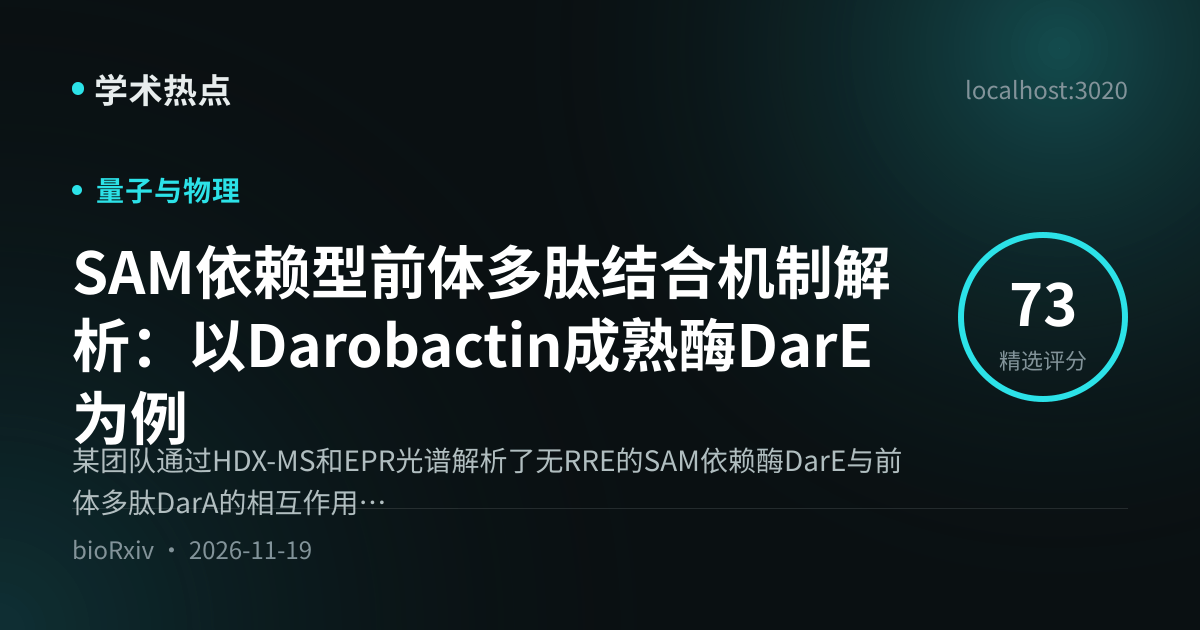 学术热点
localhost:3020
量子与物理
SAM依赖型前体多肽结合机制解
析：以Darobactin成熟酶DarE
为例
73
精选评分
某团队通过HDX-MS和EPR光谱解析了无RRE的SAM依赖酶DarE与前
体多肽DarA的相互作用…
bioRxiv · 2026-11-19